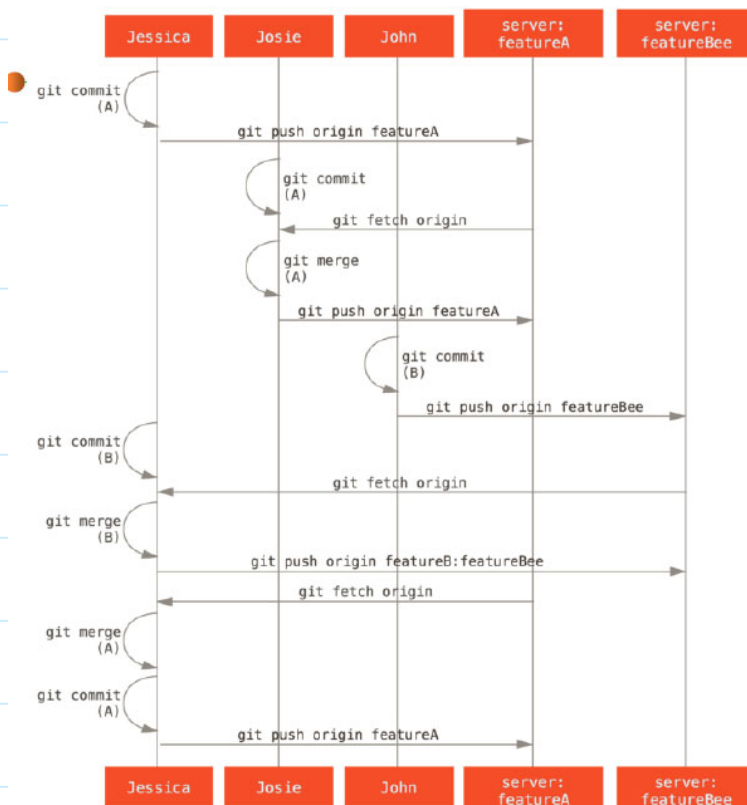 Jessica
Josie
John
server:
featureA
server:
featureBee
git commit
(A)
git push origin featureA
git commit
(A)
git fetch origin
git merge
(A)
git push origin featureA
git commit
(B)
git push origin featureBee
git commit
(B)
git fetch origin
git merge
(B)
git push origin featureB:featureBee
git fetch origin
git merge
(A)
git commit
(A)
git push origin featureA
Jessica
Josie
John
server:
featureA
server:
featureBee